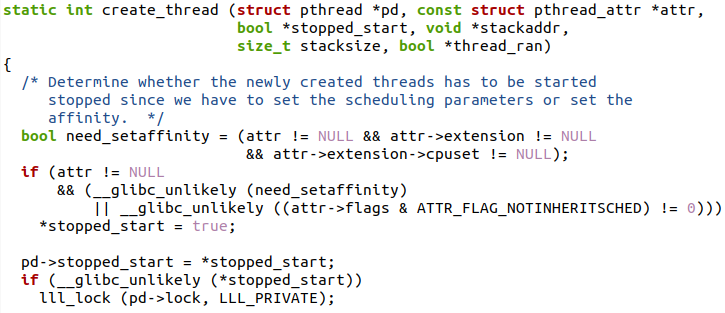 static int create_thread (struct pthread *pd, const struct pthread_attr *attr,
                          bool *stopped_start, void *stackaddr,
                          size_t stacksize, bool *thread_ran)
{
  /* Determine whether the newly created threads has to be started
     stopped since we have to set the scheduling parameters or set the
     affinity.  */
  bool need_setaffinity = (attr != NULL && attr->extension != NULL
                           && attr->extension->cpuset != NULL);
  if (attr != NULL
      && (__glibc_unlikely (need_setaffinity)
          || __glibc_unlikely ((attr->flags & ATTR_FLAG_NOTINHERITSCHED) != 0)))
    *stopped_start = true;

  pd->stopped_start = *stopped_start;
  if (__glibc_unlikely (*stopped_start))
    lll_lock (pd->lock, LLL_PRIVATE);